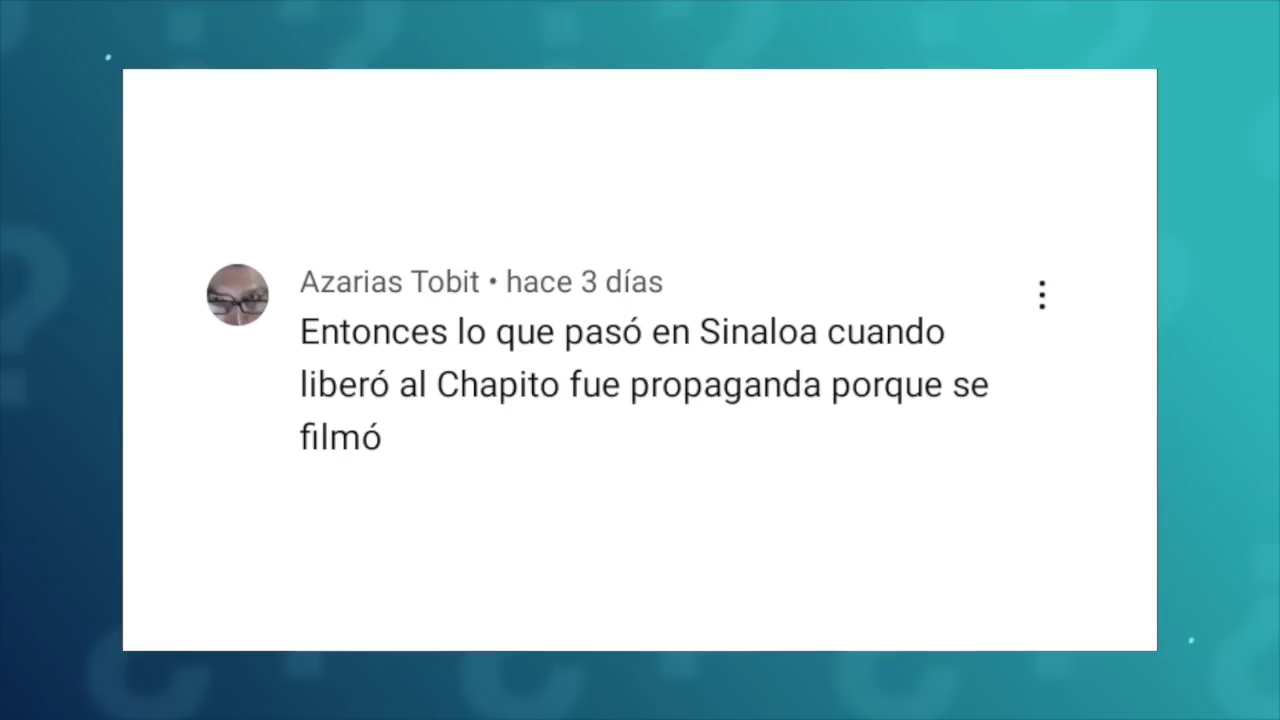 Azarias Tobit • hace 3 días
Entonces lo que pasó en Sinaloa cuando
liberó al Chapito fue propaganda porque se
filmó